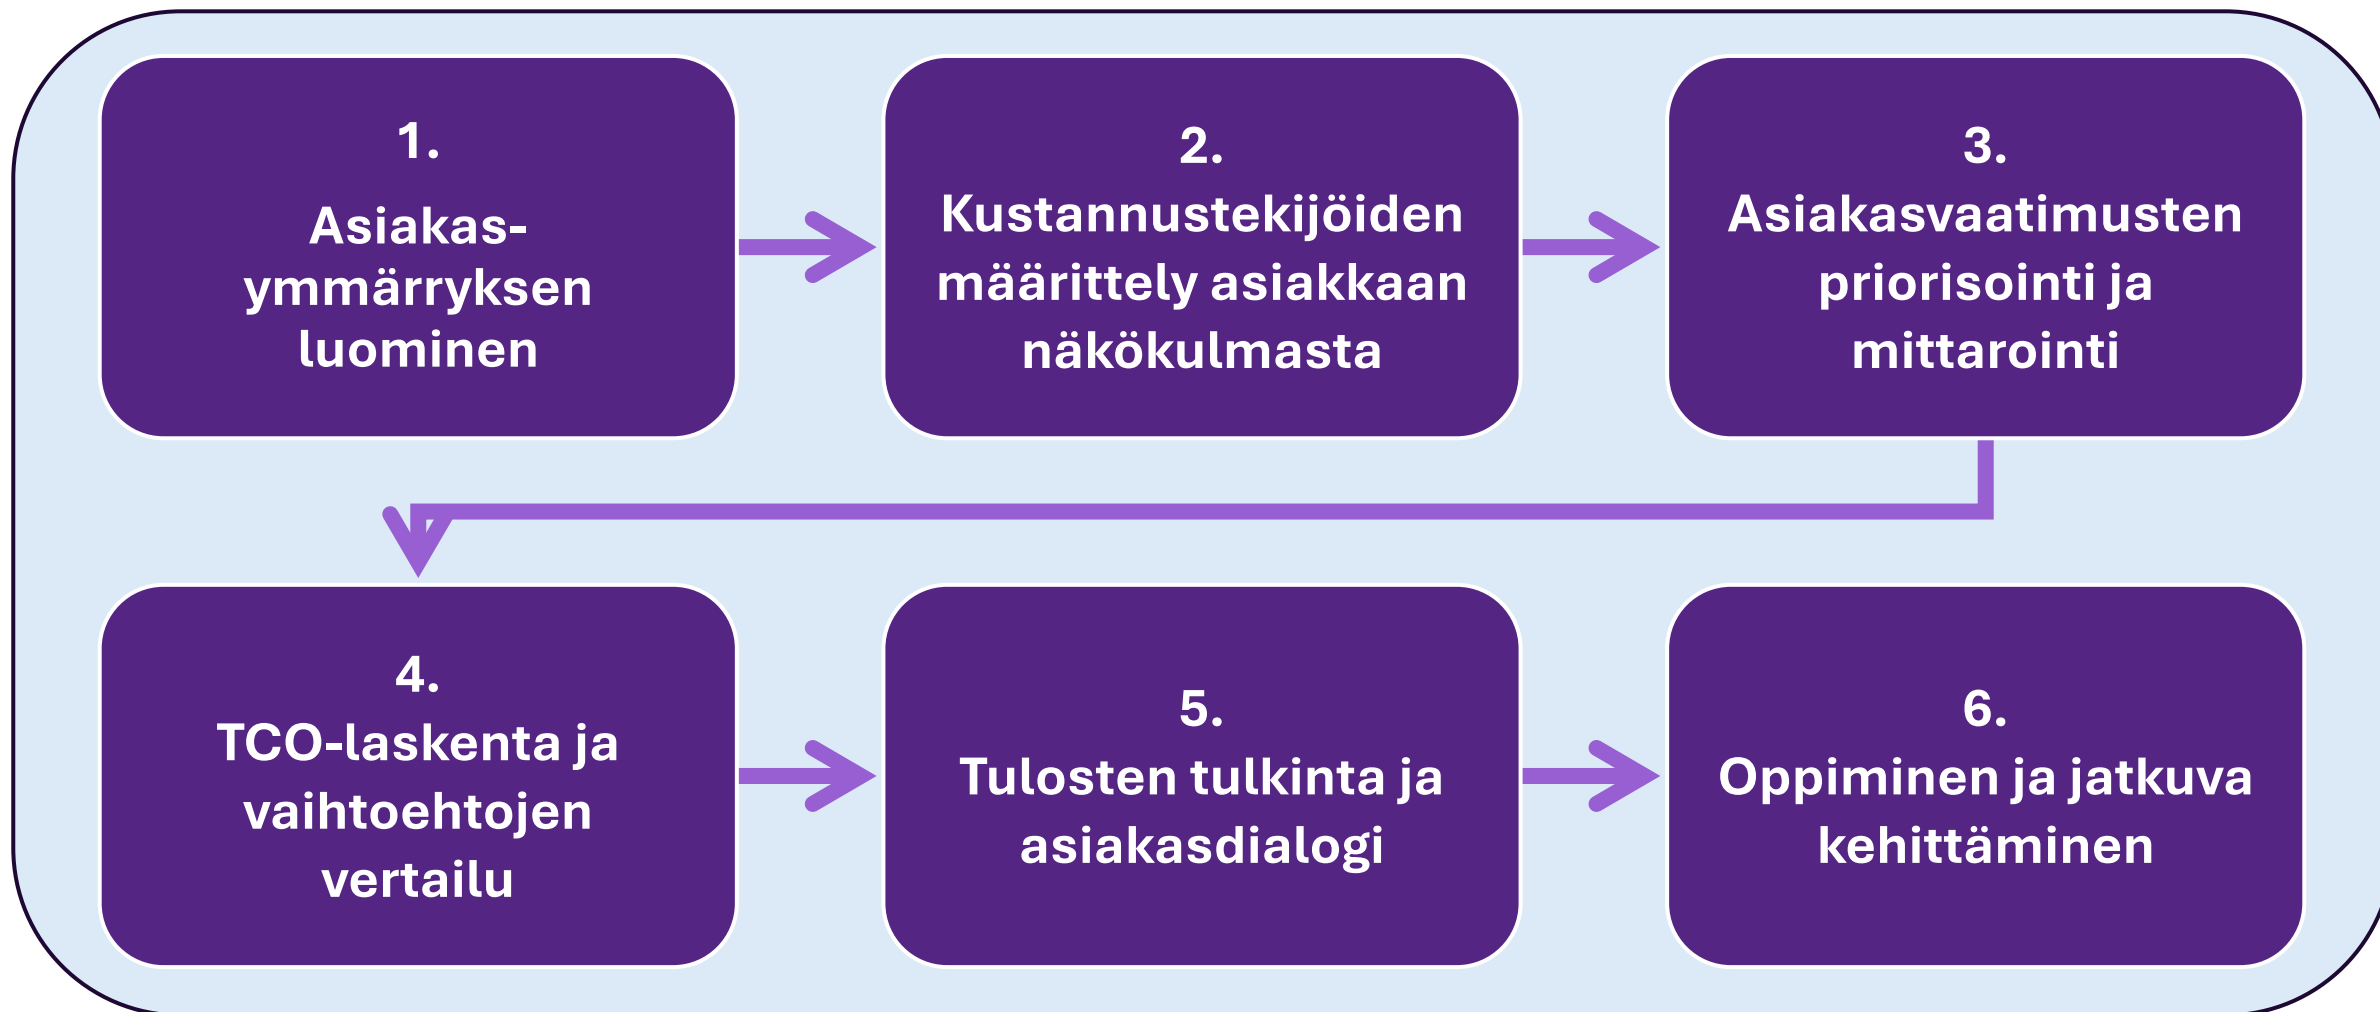 1.
Asiakas-
ymmärryksen
luominen
2.
Kustannustekijöiden
määrittely asiakkaan
näkökulmasta
3.
Asiakasvaatimusten
priorisointi ja
mittarointi
4.
TCO-laskenta ja
vaihtoehtojen
vertailu
5.
Tulosten tulkinta ja
asiakasdialogi
6.
Oppiminen ja jatkuva
kehittäminen